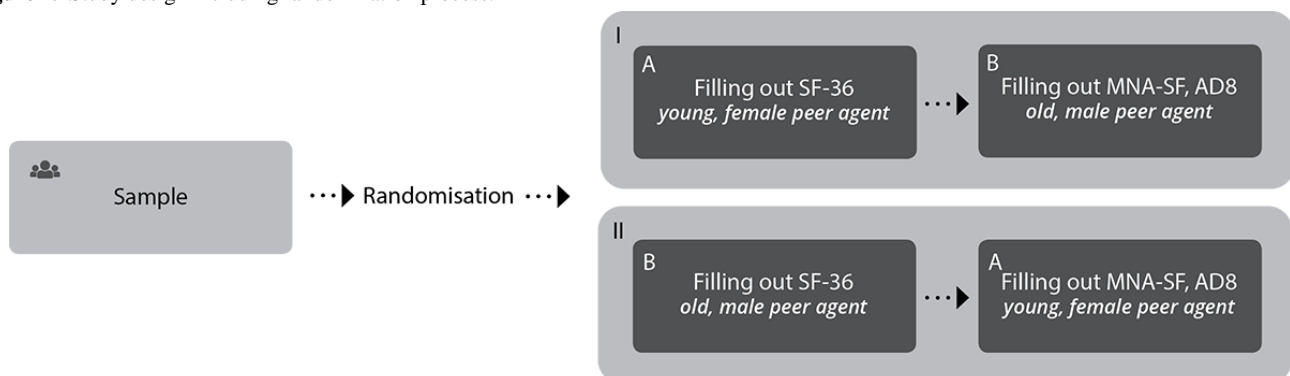 I
A
Filling out SF-36
young, female peer agent
B
Filling out MNA-SF, AD8
old, male peer agent
Sample
Randomisation
II
B
Filling out SF-36
old, male peer agent
A
Filling out MNA-SF, AD8
young, female peer agent